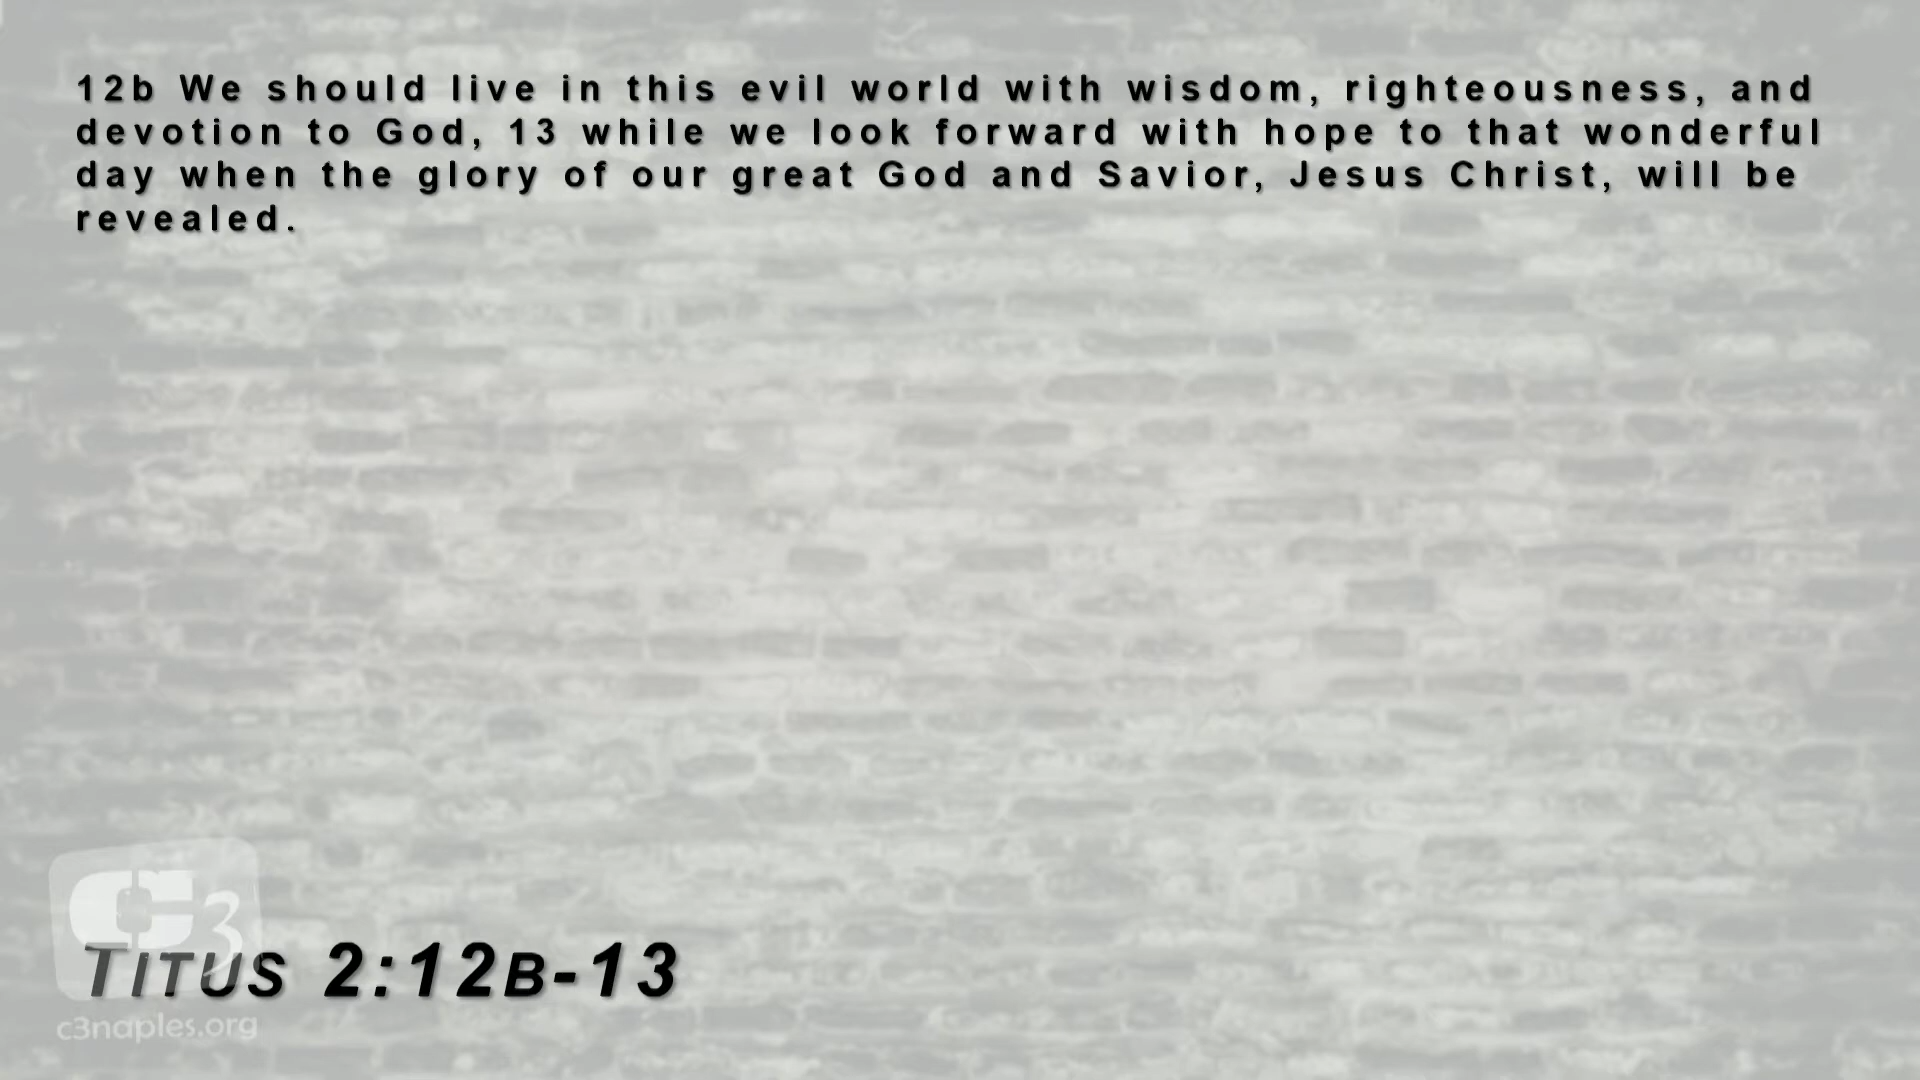 12b We should live in this evil world with wisdom, righteousness, and
devotion to God, 13 while we look forward with hope to that wonderful
day when the glory of our great God and Savior, Jesus Christ, will be
revealed.
C3
TITUS 2:12B-13
c3naples.org